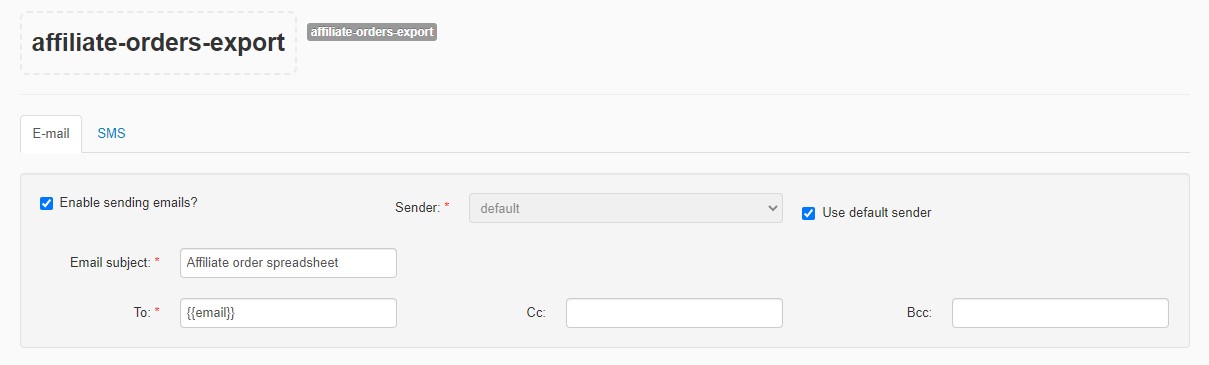 affiliate-orders-export affiliate-orders-export
E-mail SMS
Enable sending emails? Sender: * default Use default sender
Email subject: * Affiliate order spreadsheet
To: * {{email}} Cc: Bcc: